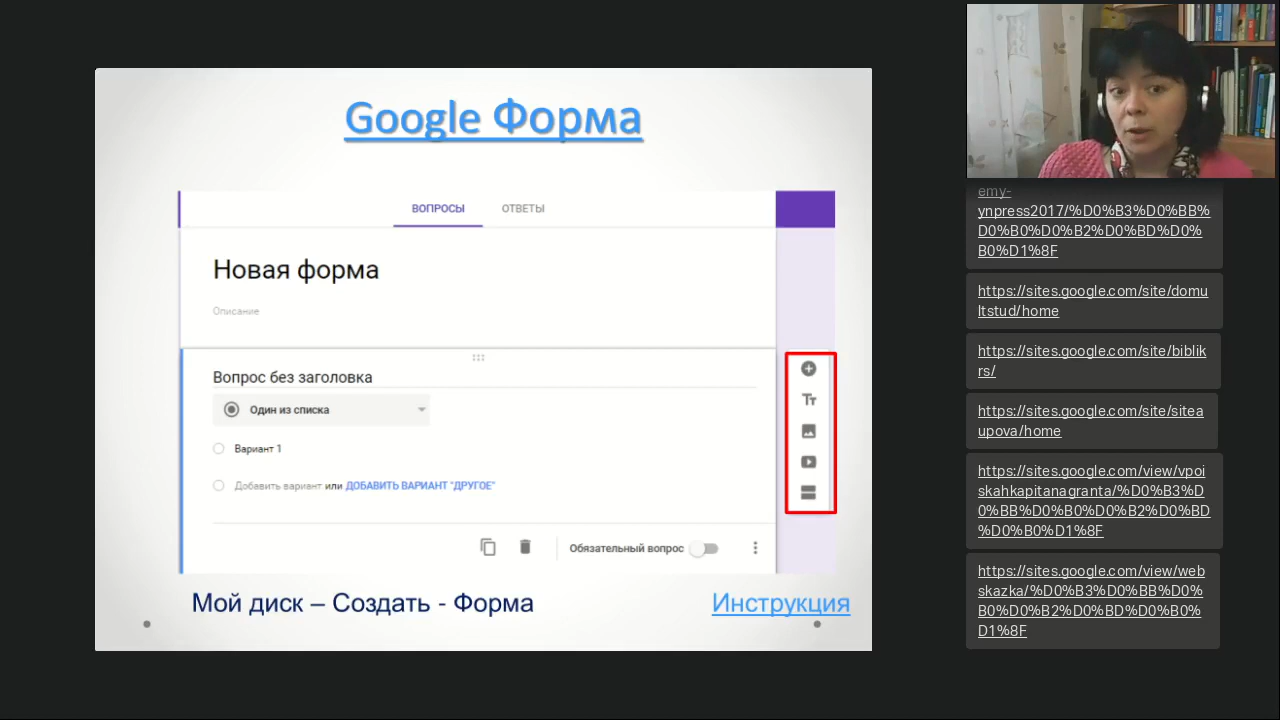 Google Форма
ВОПРОСЫ ОТВЕТЫ
Новая форма
Описание
Вопрос без заголовка
Один из списка
Вариант 1
Добавить вариант или ДОБАВИТЬ ВАРИАНТ "ДРУГОЕ"
Обязательный вопрос
Мой диск – Создать - Форма
Инструкция
emy-
ynpress2017/%D0%B3%D0%BB%
D0%B0%D0%B2%D0%BD%D0%
B0%D1%8F
https://sites.google.com/site/domu
ltstud/home
https://sites.google.com/site/biblik
rs/
https://sites.google.com/site/sitea
upova/home
https://sites.google.com/view/vpoi
skahkapitanagranta/%D0%B3%D
0%BB%D0%B0%D0%B2%D0%BD
%D0%B0%D1%8F
https://sites.google.com/view/web
skazka/%D0%B3%D0%BB%D0%
B0%D0%B2%D0%BD%D0%B0%
D1%8F